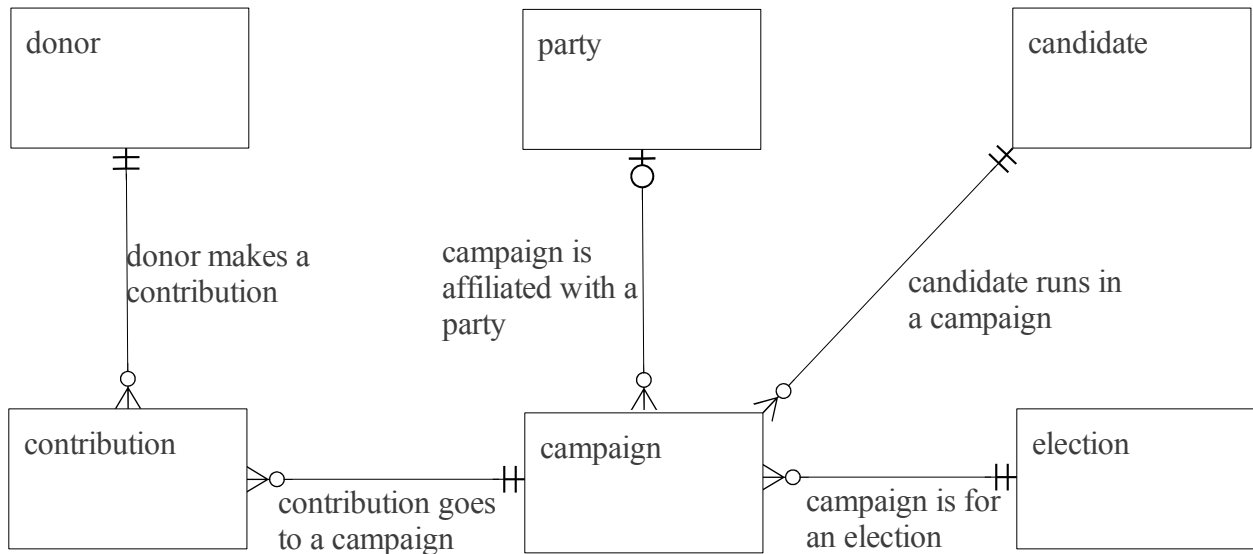 donor
party
candidate
donor makes a
contribution
campaign is
affiliated with a
party
candidate runs in
a campaign
contribution
campaign
election
contribution goes
to a campaign
campaign is for
an election